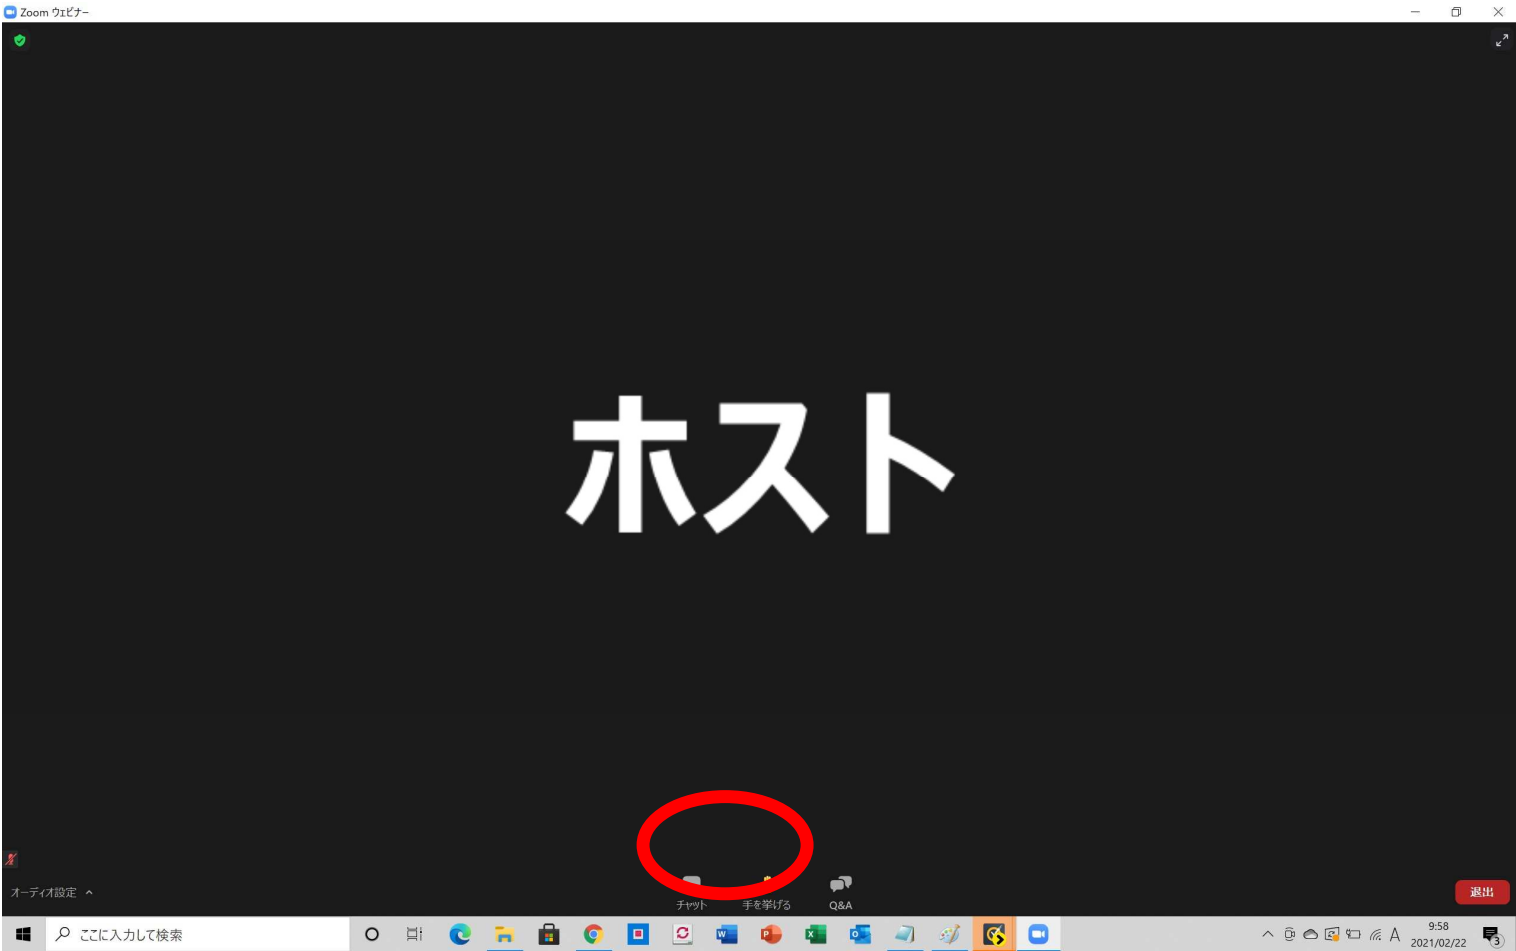 Zoom ウェビナー
ホスト
オーディオ設定
チャット
手を挙げる
Q&A
退出
ここに入力して検索
A
9:58
2021/02/22
3